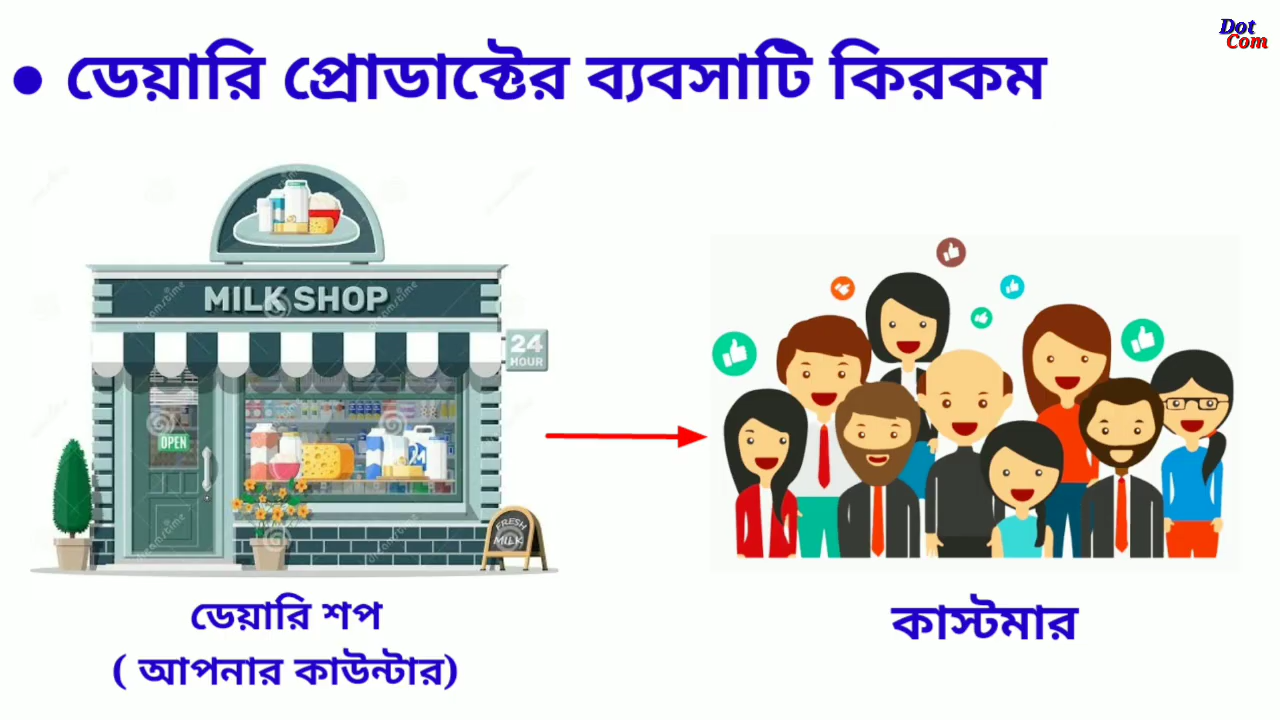 Dot
Com
• ডেয়ারি প্রোডাক্টের ব্যবসাটি কিরকম
MILK SHOP
24
HOUR
OPEN
FRESH
MILK
ডেয়ারি শপ
( আপনার কাউন্টার)
কাস্টমার